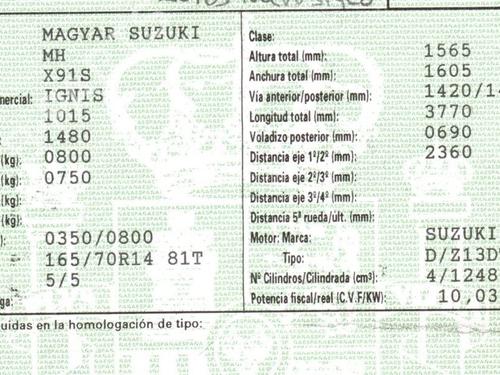 MAGYAR SUZUKI
MH
X91S
IGNIS
1015
1480
(kg): 0800
(kg): 0750
(kg):
(kg):
0350/0800
165/70R14 81T
5/5
Clase:
Altura total (mm): 1565
Anchura total (mm): 1605
Vía anterior/posterior (mm): 1420/14
Longitud total (mm): 3770
Voladizo posterior (mm): 0690
Distancia eje 1º/2º (mm): 2360
Distancia eje 2º/3º (mm):
Distancia eje 3º/4º (mm):
Distancia 5ª rueda/últ. (mm):
Motor: Marca: SUZUKI
Tipo: D/Z13D
Nº Cilindros/Cilindrada (cm³): 4/1248
Potencia fiscal/real (C.V.F/KW): 10,03
uidas en la homologación de tipo: